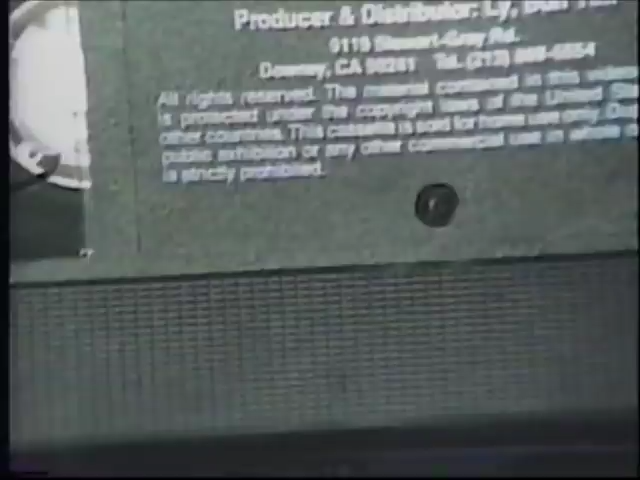 Producer & Distributor: Ly,
9119 Stewart-Gray Rd.
Downey, CA 90241 Tel. (213)
All rights reserved. The material contained in this
is protected under the copyright laws of the United
other countries. This cassette is sold for home use only.
public exhibition or any other commercial use in whole
is strictly prohibited.